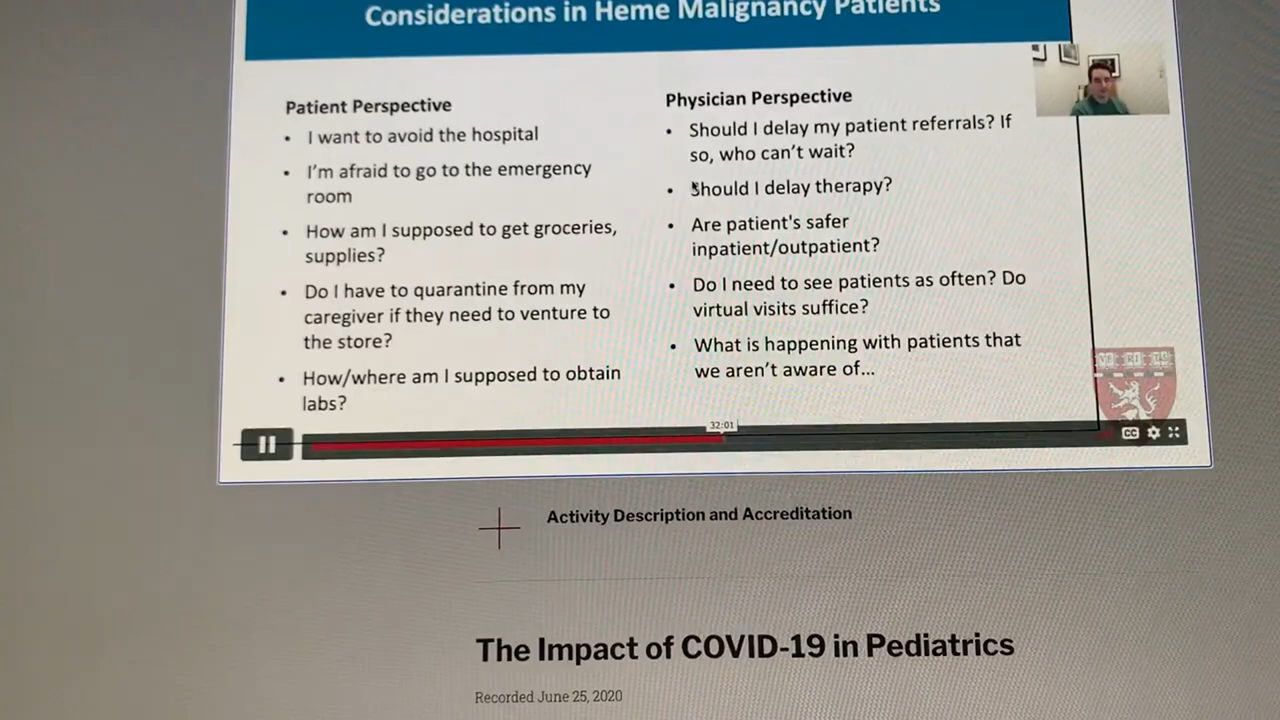 Considerations in Heme Malignancy Patients
Patient Perspective
• I want to avoid the hospital
• I'm afraid to go to the emergency
room
• How am I supposed to get groceries,
supplies?
• Do I have to quarantine from my
caregiver if they need to venture to
the store?
• How/where am I supposed to obtain
labs?
Physician Perspective
• Should I delay my patient referrals? If
so, who can't wait?
• Should I delay therapy?
• Are patient's safer
inpatient/outpatient?
• Do I need to see patients as often? Do
virtual visits suffice?
• What is happening with patients that
we aren't aware of...
VE RI TAS
32:01
CC
Activity Description and Accreditation
The Impact of COVID-19 in Pediatrics
Recorded June 25, 2020